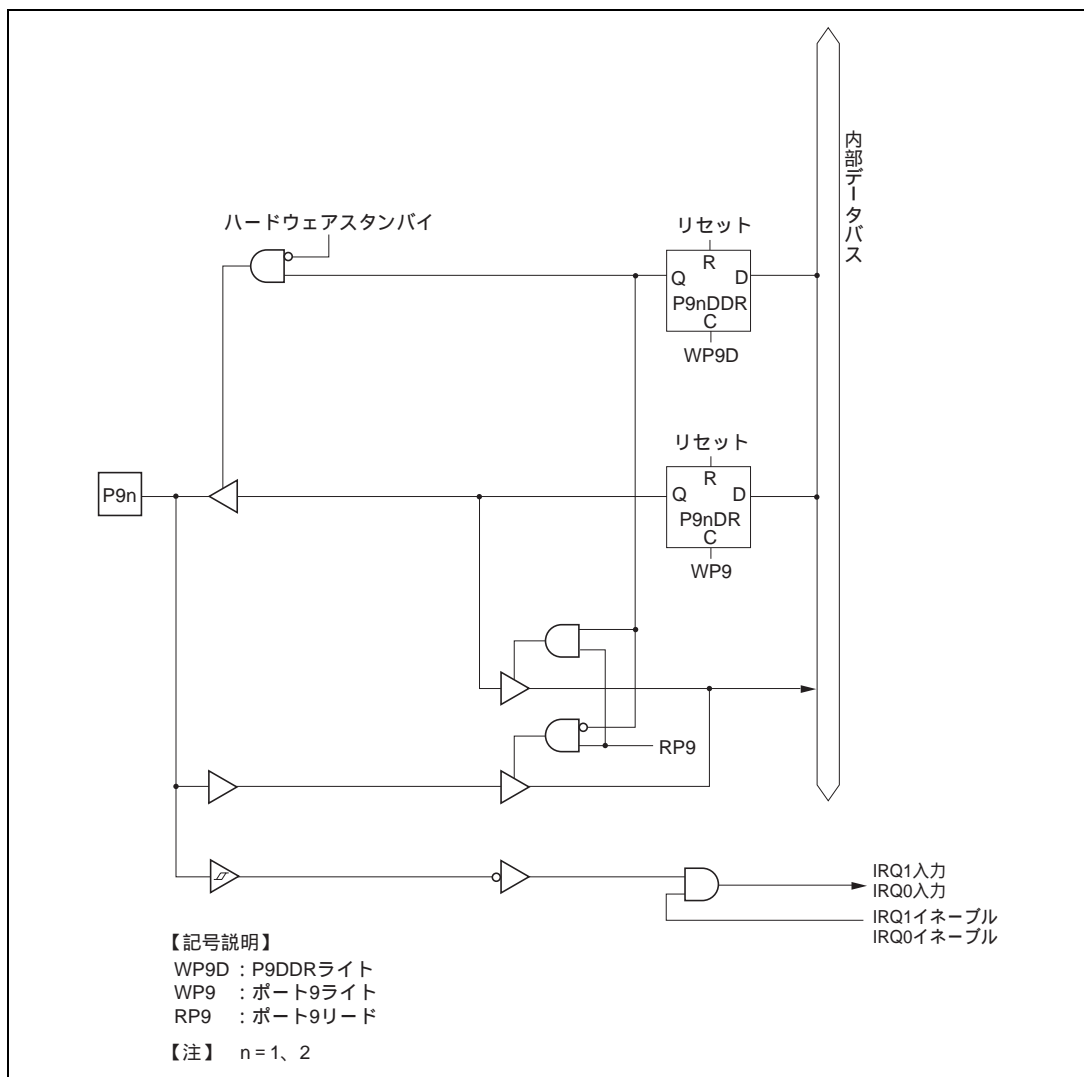 内部データバス
ハードウェアスタンバイ
リセット
R
Q D
P9nDDR
C
WP9D
リセット
R
P9n
Q D
P9nDR
C
WP9
RP9
IRQ1入力
IRQ0入力
IRQ1イネーブル
IRQ0イネーブル
【記号説明】
WP9D : P9DDRライト
WP9 : ポート9ライト
RP9 : ポート9リード
【注】 n = 1、2